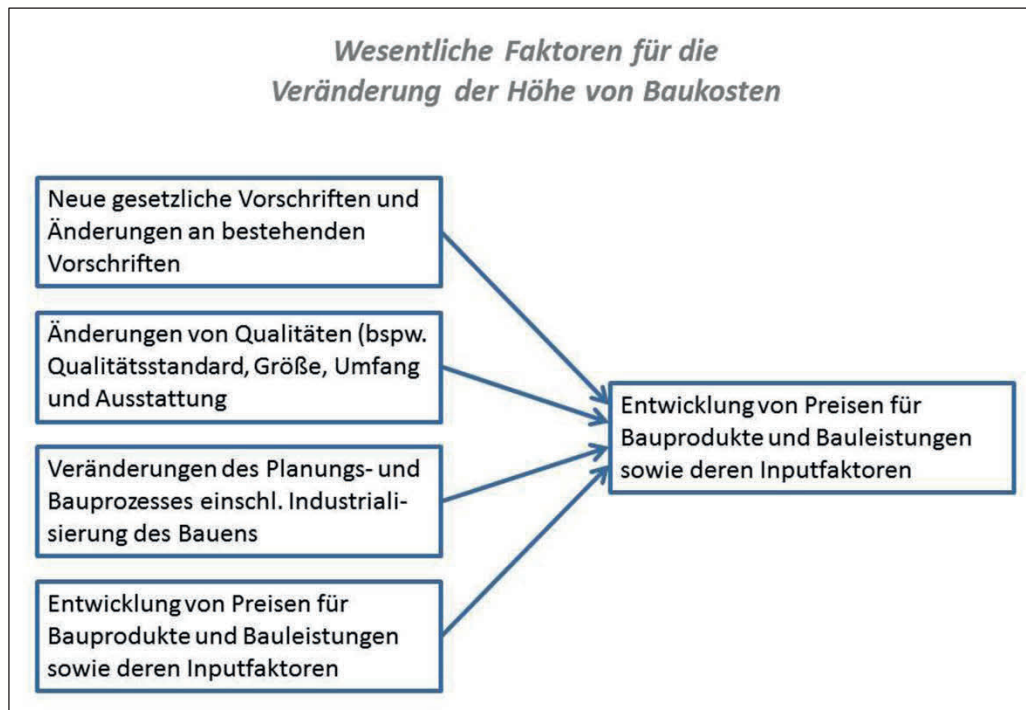 Wesentliche Faktoren für die
Veränderung der Höhe von Baukosten
Neue gesetzliche Vorschriften und
Änderungen an bestehenden
Vorschriften
Änderungen von Qualitäten (bspw.
Qualitätsstandard, Größe, Umfang
und Ausstattung
Veränderungen des Planungs- und
Bauprozesses einschl. Industriali-
sierung des Bauens
Entwicklung von Preisen für
Bauprodukte und Bauleistungen
sowie deren Inputfaktoren
Entwicklung von Preisen für
Bauprodukte und Bauleistungen
sowie deren Inputfaktoren